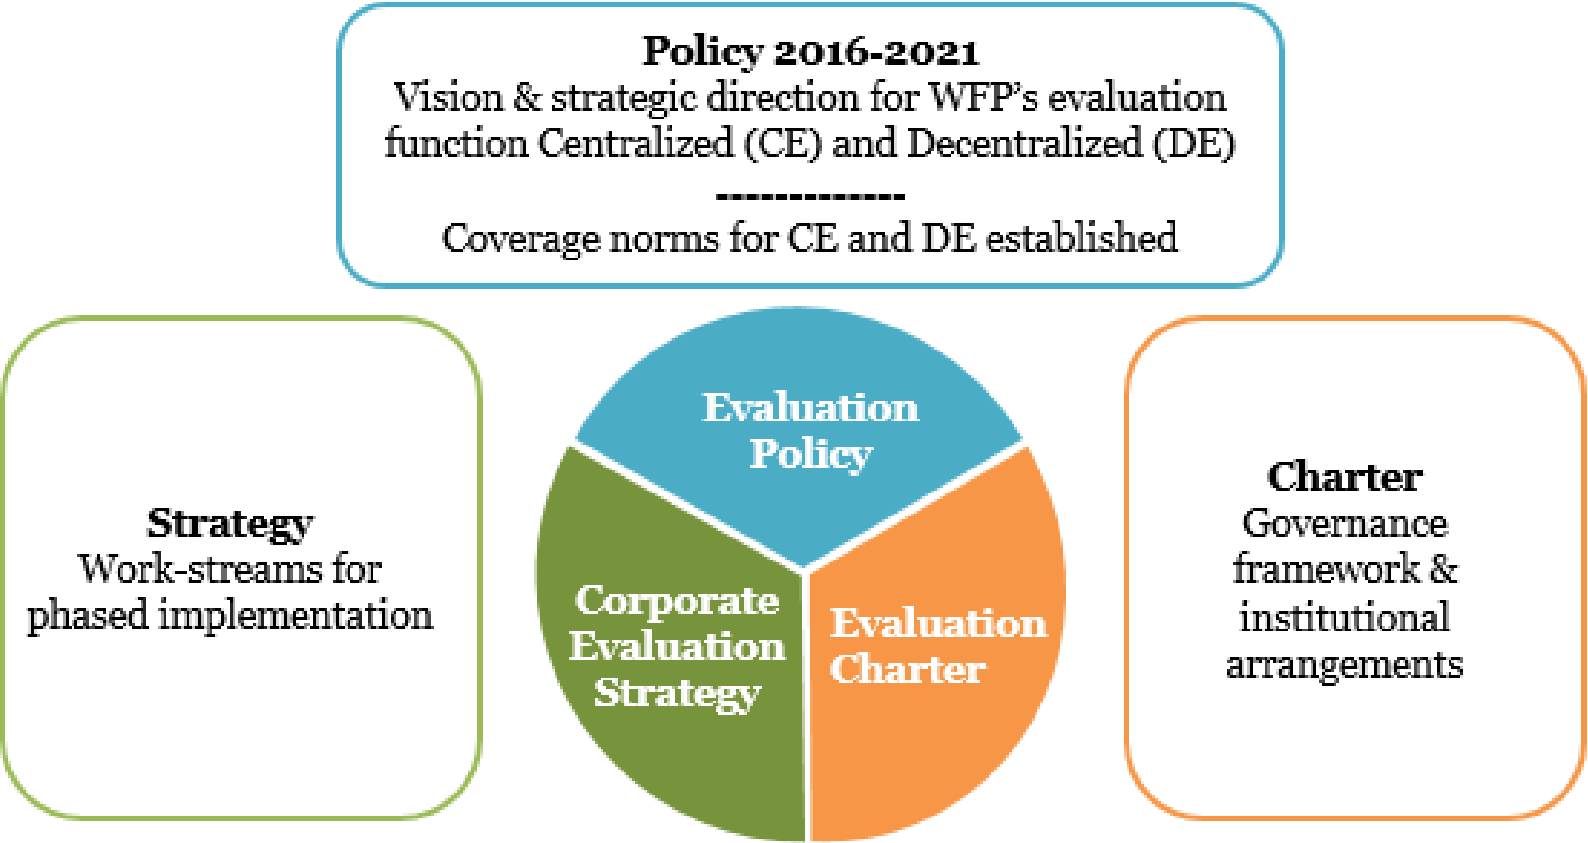 Policy 2016-2021
Vision & strategic direction for WFP's evaluation
function Centralized (CE) and Decentralized (DE)
-------------
Coverage norms for CE and DE established
Strategy
Work-streams for
phased implementation
Evaluation
Policy
Corporate
Evaluation
Strategy
Evaluation
Charter
Charter
Governance
framework &
institutional
arrangements